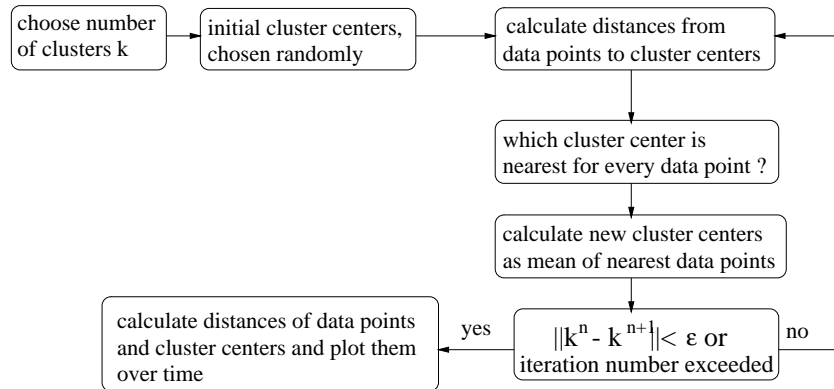 choose number
of clusters k
initial cluster centers,
chosen randomly
calculate distances from
data points to cluster centers
which cluster center is
nearest for every data point ?
calculate new cluster centers
as mean of nearest data points
||kⁿ - kⁿ⁺¹||< ε or
iteration number exceeded
yes
no
calculate distances of data points
and cluster centers and plot them
over time